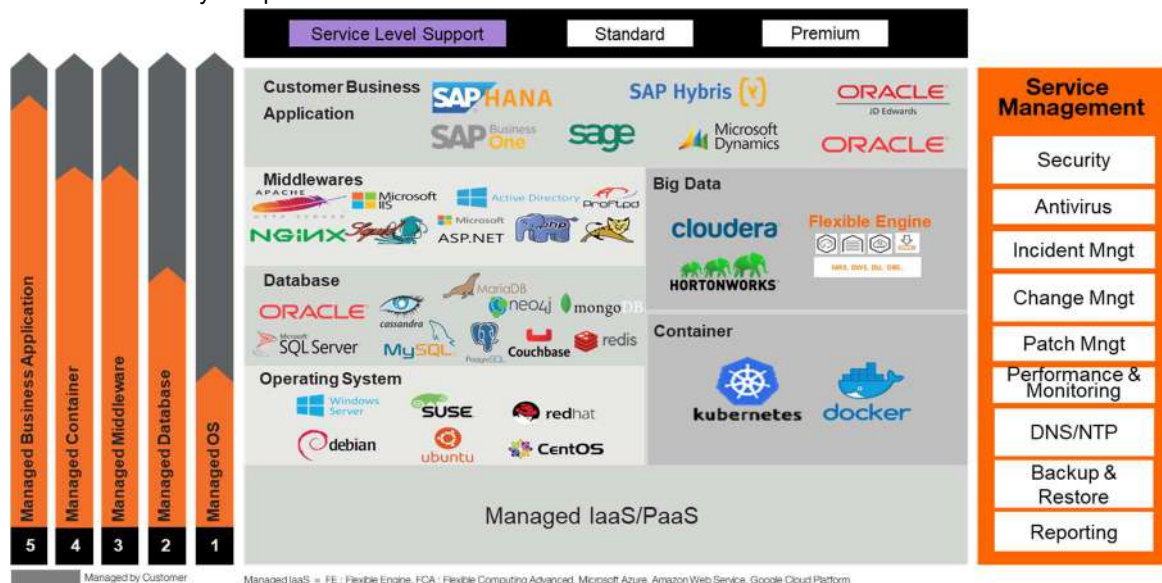 Service Level Support
Standard
Premium
Customer Business
Application
SAP HANA
SAP Hybris (Y)
ORACLE
JD Edwards
SAP Business One
sage
Microsoft Dynamics
ORACLE
Middlewares
APACHE
Microsoft IIS
Active Directory
ProFtpd
NGINX
Squid
Microsoft ASP.NET
php
Database
MariaDB
ORACLE
cassandra
neo4j
mongoDB
Microsoft SQL Server
MySQL
PostgreSQL
Couchbase
redis
Operating System
Windows Server
SUSE
redhat
debian
ubuntu
CentOS
Big Data
cloudera
Flexible Engine
HORTONWORKS
Container
kubernetes
docker
Managed IaaS/PaaS
Service
Management
Security
Antivirus
Incident Mngt
Change Mngt
Patch Mngt
Performance &
Monitoring
DNS/NTP
Backup &
Restore
Reporting
Managed Business Application
5
Managed Container
4
Managed Middleware
3
Managed Database
2
Managed OS
1
Managed by Customer
Managed IaaS = FE : Flexible Engine, FCA : Flexible Computing Advanced, Microsoft Azure, Amazon Web Service, Google Cloud Platform